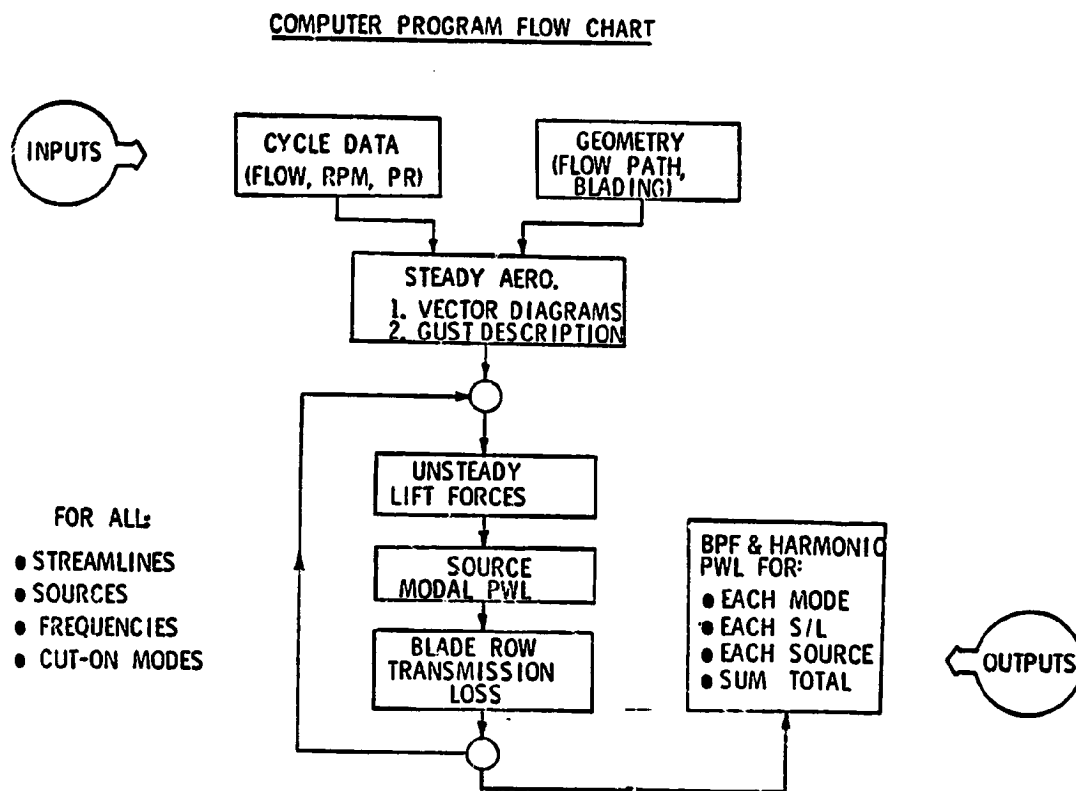 COMPUTER PROGRAM FLOW CHART
INPUTS
CYCLE DATA
(FLOW, RPM, PR)
GEOMETRY
(FLOW PATH,
BLADING)
STEADY AERO.
1. VECTOR DIAGRAMS
2. GUST DESCRIPTION
UNSTEADY
LIFT FORCES
SOURCE
MODAL PWL
BLADE ROW
TRANSMISSION
LOSS
FOR ALL:
• STREAMLINES
• SOURCES
• FREQUENCIES
• CUT-ON MODES
BPF & HARMONIC
PWL FOR:
• EACH MODE
• EACH S/L
• EACH SOURCE
• SUM TOTAL
OUTPUTS